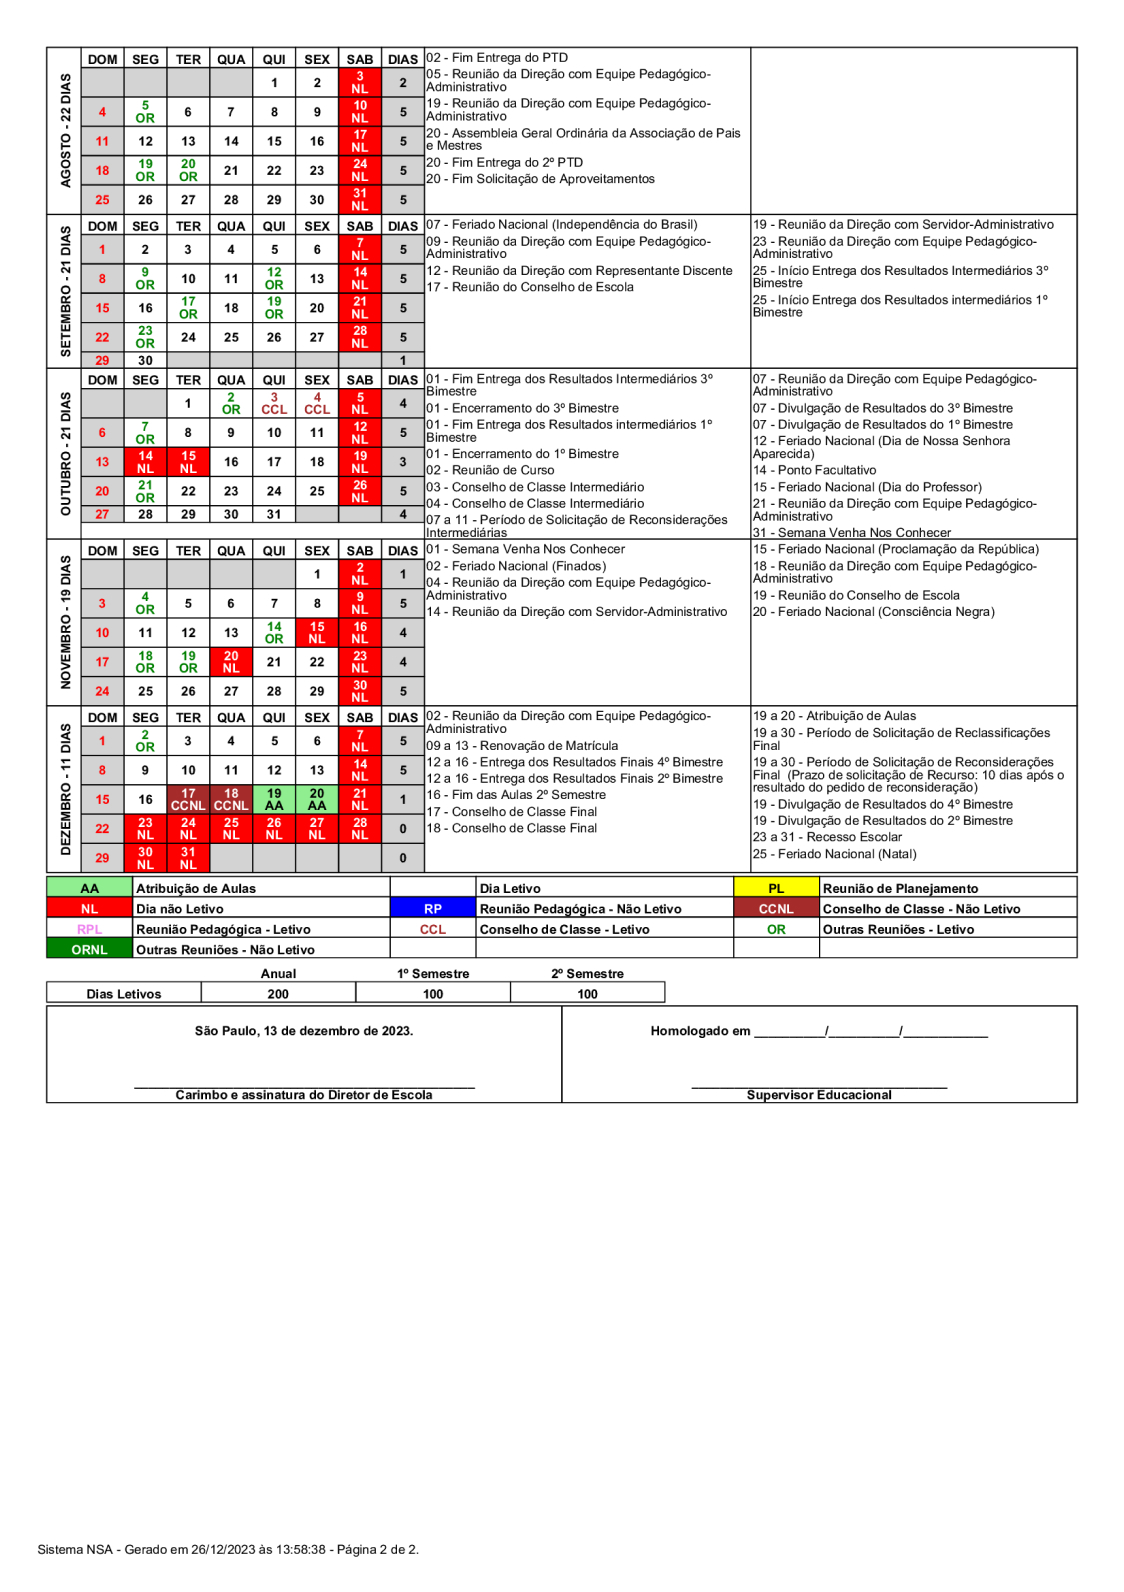 AGOSTO - 22 DIAS
DOM SEG TER QUA QUI SEX SAB DIAS
1 2 3 2
NL
4 5 6 7 8 9 10 5
OR NL
11 12 13 14 15 16 17 5
NL
18 19 20 21 22 23 24 5
OR OR NL
25 26 27 28 29 30 31 5
NL
02 - Fim Entrega do PTD
05 - Reunião da Direção com Equipe Pedagógico-
Administrativo
19 - Reunião da Direção com Equipe Pedagógico-
Administrativo
20 - Assembleia Geral Ordinária da Associação de Pais
e Mestres
20 - Fim Entrega do 2º PTD
20 - Fim Solicitação de Aproveitamentos
SETEMBRO - 21 DIAS
DOM SEG TER QUA QUI SEX SAB DIAS
1 2 3 4 5 6 7 5
NL
8 9 10 11 12 13 14 5
OR OR NL
15 16 17 18 19 20 21 5
OR OR NL
22 23 24 25 26 27 28 5
OR NL
29 30 1
07 - Feriado Nacional (Independência do Brasil)
09 - Reunião da Direção com Equipe Pedagógico-
Administrativo
12 - Reunião da Direção com Representante Discente
17 - Reunião do Conselho de Escola
19 - Reunião da Direção com Servidor-Administrativo
23 - Reunião da Direção com Equipe Pedagógico-
Administrativo
25 - Início Entrega dos Resultados Intermediários 3º
Bimestre
25 - Início Entrega dos Resultados intermediários 1º
Bimestre
OUTUBRO - 21 DIAS
DOM SEG TER QUA QUI SEX SAB DIAS
1 2 3 4 5 4
OR CCL CCL NL
6 7 8 9 10 11 12 5
OR NL
13 14 15 16 17 18 19 3
NL NL NL
20 21 22 23 24 25 26 5
OR NL
27 28 29 30 31 4
01 - Fim Entrega dos Resultados Intermediários 3º
Bimestre
01 - Encerramento do 3º Bimestre
01 - Fim Entrega dos Resultados intermediários 1º
Bimestre
01 - Encerramento do 1º Bimestre
02 - Reunião de Curso
03 - Conselho de Classe Intermediário
04 - Conselho de Classe Intermediário
07 a 11 - Período de Solicitação de Reconsiderações
Intermediárias
07 - Reunião da Direção com Equipe Pedagógico-
Administrativo
07 - Divulgação de Resultados do 3º Bimestre
07 - Divulgação de Resultados do 1º Bimestre
12 - Feriado Nacional (Dia de Nossa Senhora
Aparecida)
14 - Ponto Facultativo
15 - Feriado Nacional (Dia do Professor)
21 - Reunião da Direção com Equipe Pedagógico-
Administrativo
31 - Semana Venha Nos Conhecer
NOVEMBRO - 19 DIAS
DOM SEG TER QUA QUI SEX SAB DIAS
1 2 1
NL
3 4 5 6 7 8 9 5
OR NL
10 11 12 13 14 15 16 4
OR NL NL
17 18 19 20 21 22 23 4
OR OR NL NL
24 25 26 27 28 29 30 5
NL
01 - Semana Venha Nos Conhecer
02 - Feriado Nacional (Finados)
04 - Reunião da Direção com Equipe Pedagógico-
Administrativo
14 - Reunião da Direção com Servidor-Administrativo
15 - Feriado Nacional (Proclamação da República)
18 - Reunião da Direção com Equipe Pedagógico-
Administrativo
19 - Reunião do Conselho de Escola
20 - Feriado Nacional (Consciência Negra)
DEZEMBRO - 11 DIAS
DOM SEG TER QUA QUI SEX SAB DIAS
1 2 3 4 5 6 7 5
OR NL
8 9 10 11 12 13 14 5
NL
15 16 17 18 19 20 21 1
CCNL CCNL AA AA NL
22 23 24 25 26 27 28 0
NL NL NL NL NL NL
29 30 31 0
NL NL
02 - Reunião da Direção com Equipe Pedagógico-
Administrativo
09 a 13 - Renovação de Matrícula
12 a 16 - Entrega dos Resultados Finais 4º Bimestre
12 a 16 - Entrega dos Resultados Finais 2º Bimestre
16 - Fim das Aulas 2º Semestre
17 - Conselho de Classe Final
18 - Conselho de Classe Final
19 a 20 - Atribuição de Aulas
19 a 30 - Período de Solicitação de Reclassificações
Final
19 a 30 - Período de Solicitação de Reconsiderações
Final (Prazo de solicitação de Recurso: 10 dias após o
resultado do pedido de reconsideração)
19 - Divulgação de Resultados do 4º Bimestre
19 - Divulgação de Resultados do 2º Bimestre
23 a 31 - Recesso Escolar
25 - Feriado Nacional (Natal)
AA Atribuição de Aulas Dia Letivo PL Reunião de Planejamento
NL Dia não Letivo RP Reunião Pedagógica - Não Letivo CCNL Conselho de Classe - Não Letivo
RPL Reunião Pedagógica - Letivo CCL Conselho de Classe - Letivo OR Outras Reuniões - Letivo
ORNL Outras Reuniões - Não Letivo
Anual 1º Semestre 2º Semestre
Dias Letivos 200 100 100
São Paulo, 13 de dezembro de 2023.
Carimbo e assinatura do Diretor de Escola
Homologado em __________/__________/____________
Supervisor Educacional
Sistema NSA - Gerado em 26/12/2023 às 13:58:38 - Página 2 de 2.